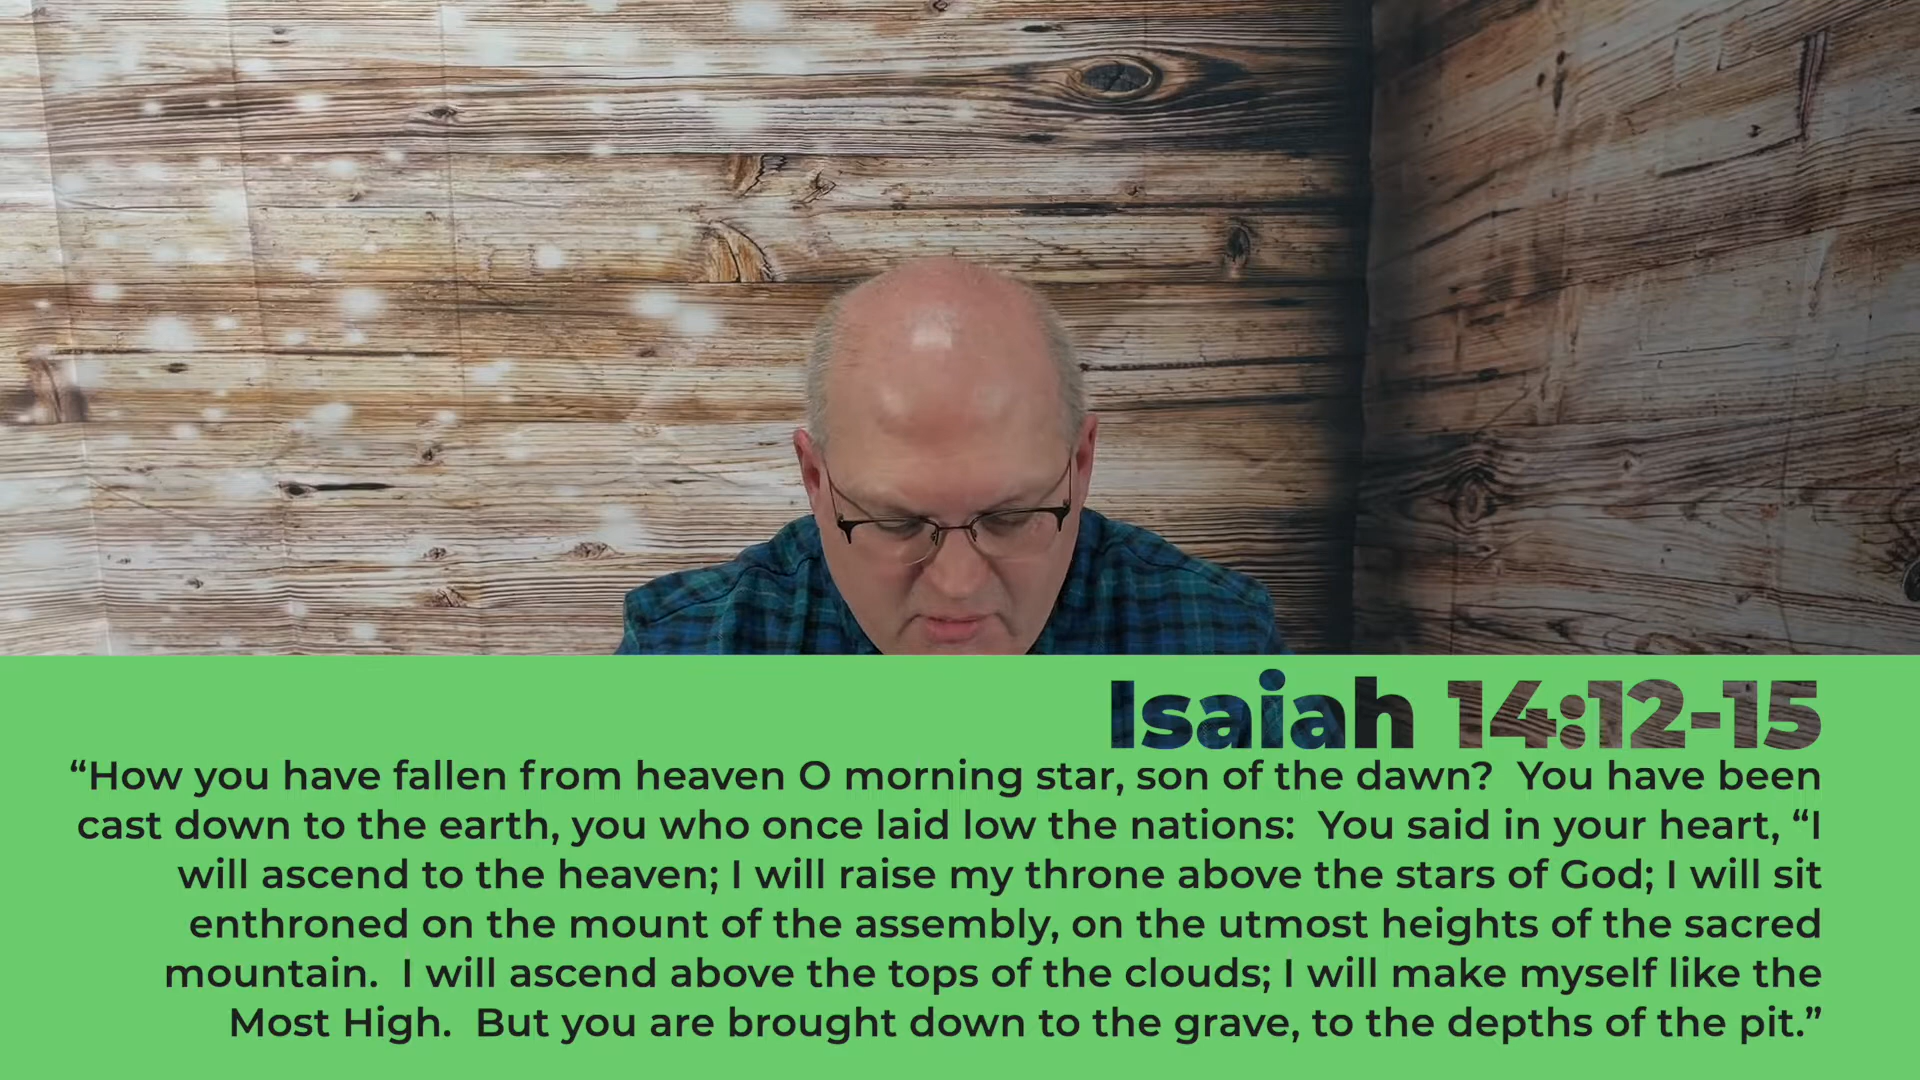 Isaiah 14:12-15
“How you have fallen from heaven O morning star, son of the dawn?  You have been
cast down to the earth, you who once laid low the nations:  You said in your heart, “I
will ascend to the heaven; I will raise my throne above the stars of God; I will sit
enthroned on the mount of the assembly, on the utmost heights of the sacred
mountain.  I will ascend above the tops of the clouds; I will make myself like the
Most High.  But you are brought down to the grave, to the depths of the pit.”